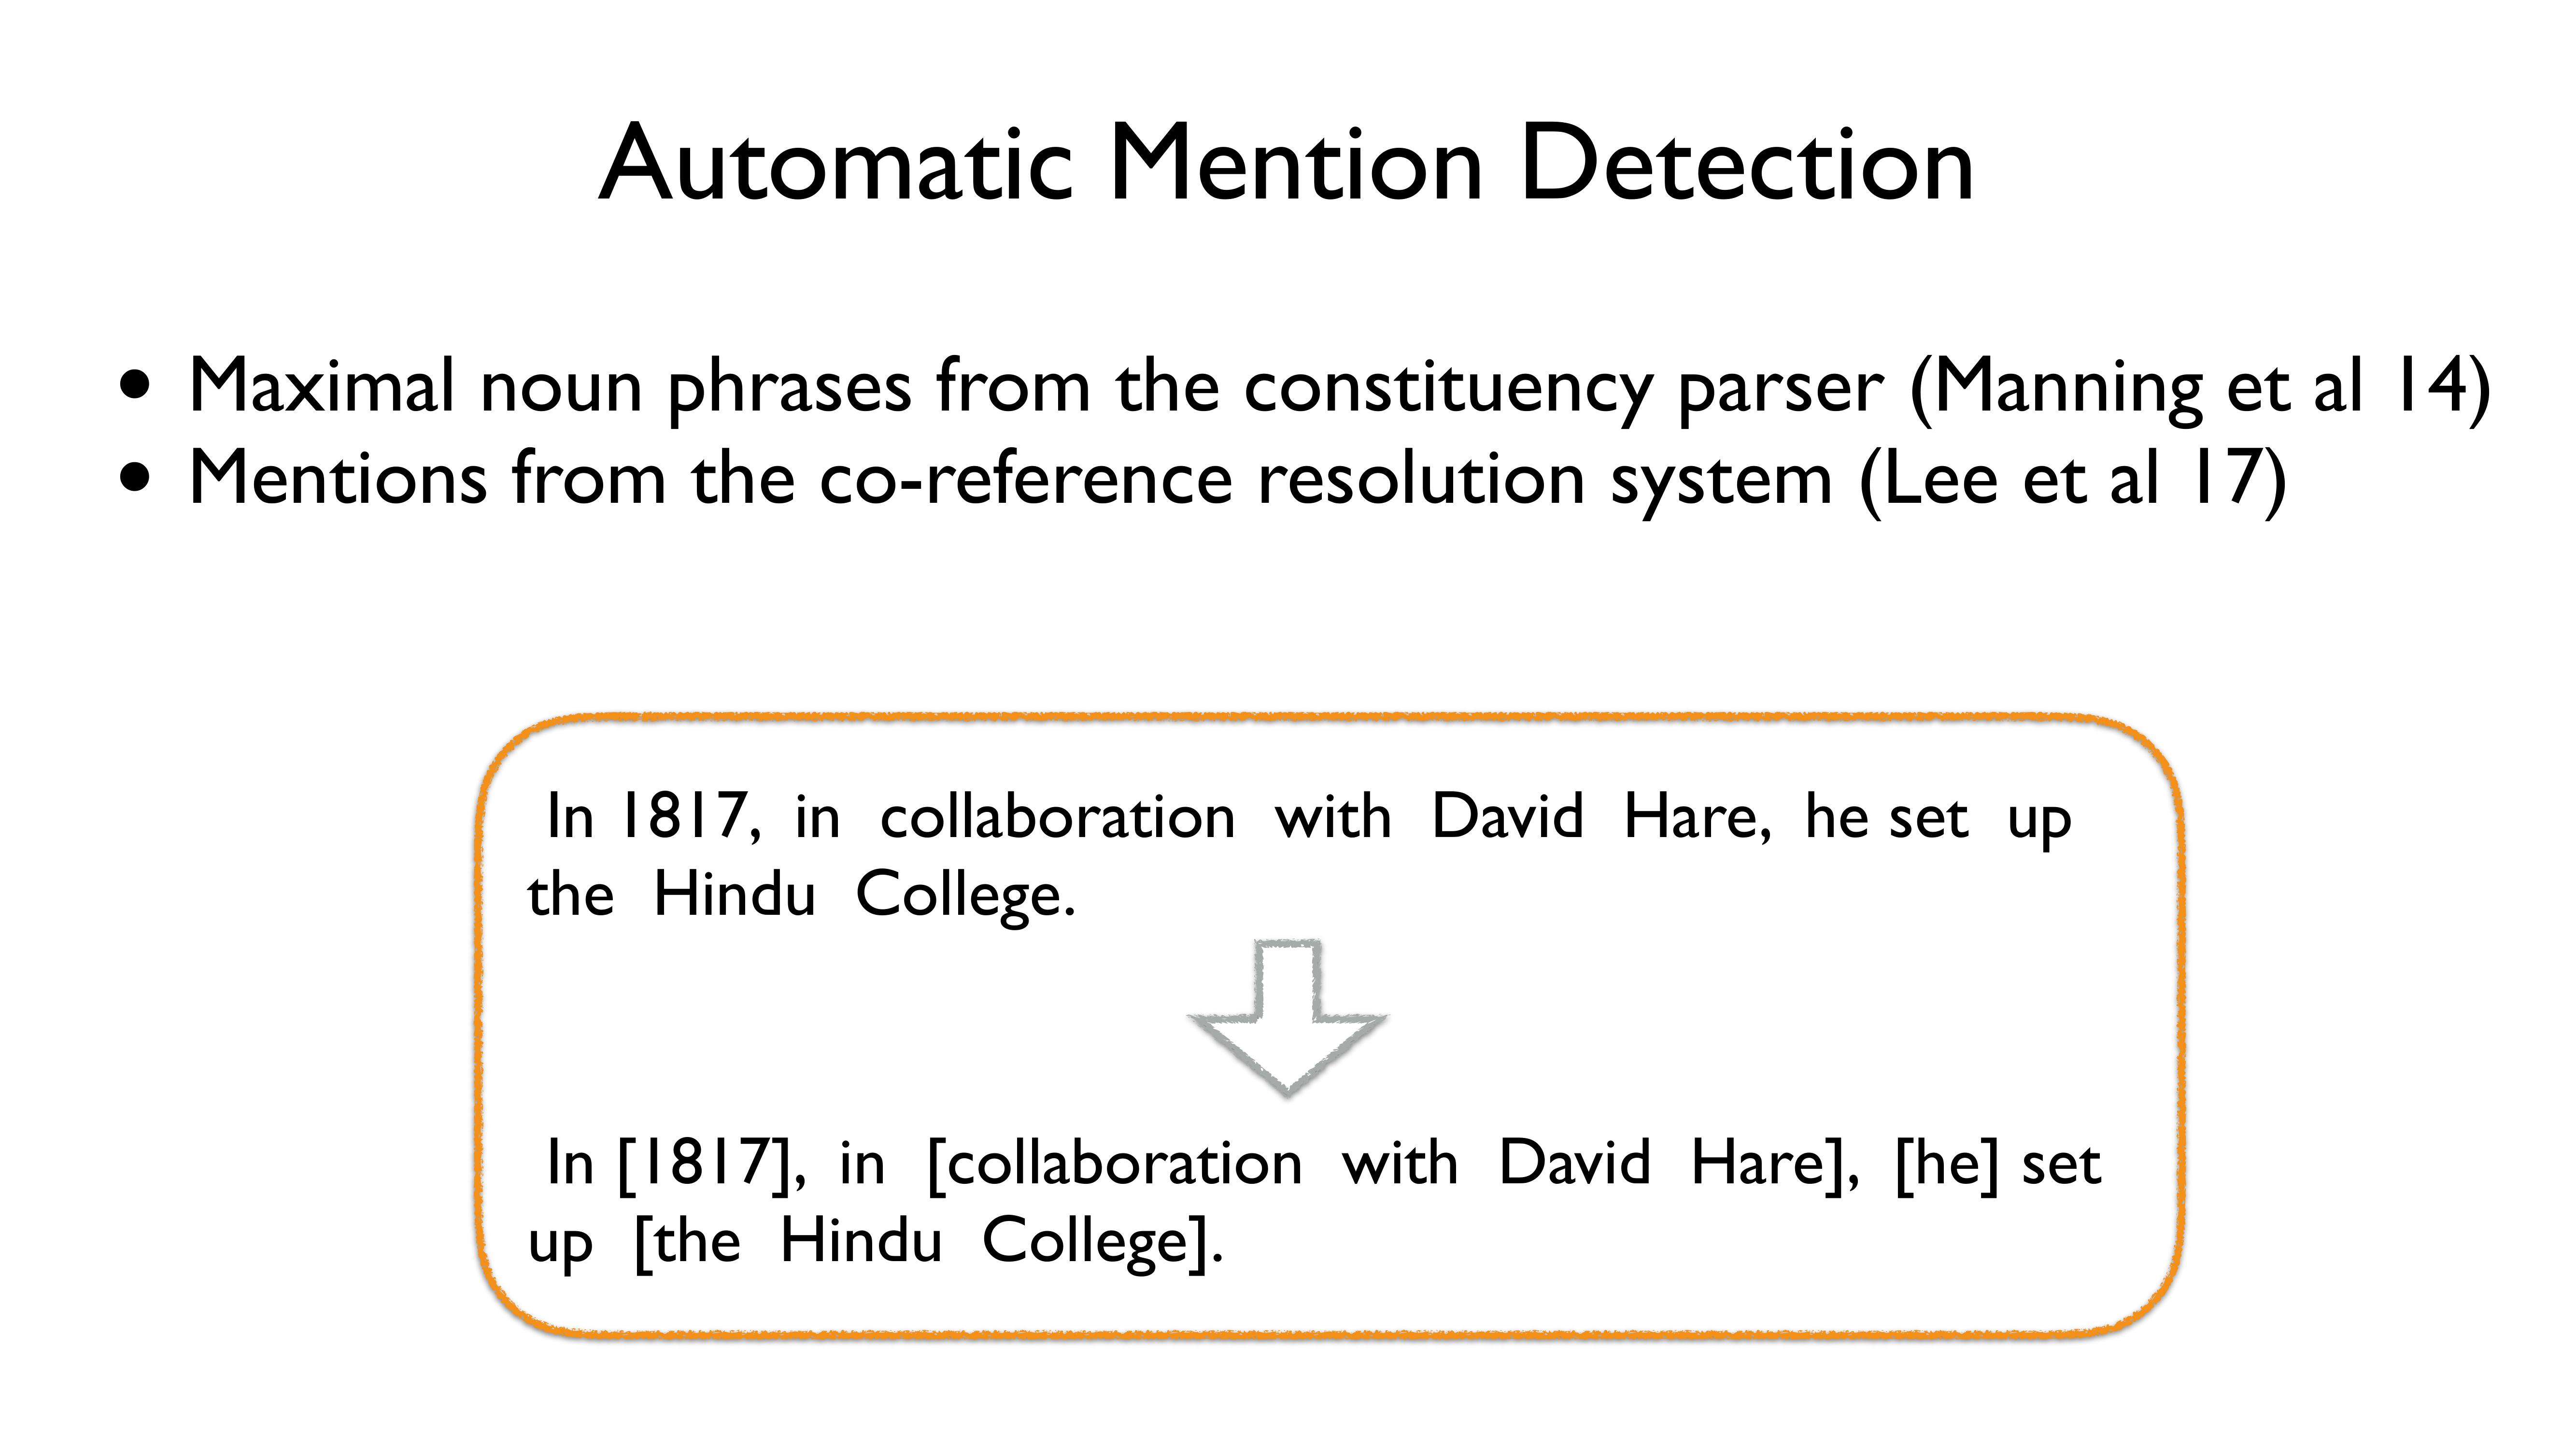 Automatic Mention Detection
• Maximal noun phrases from the constituency parser (Manning et al 14)
• Mentions from the co-reference resolution system (Lee et al 17)
In 1817, in collaboration with David Hare, he set up
the Hindu College.
In [1817], in [collaboration with David Hare], [he] set
up [the Hindu College].